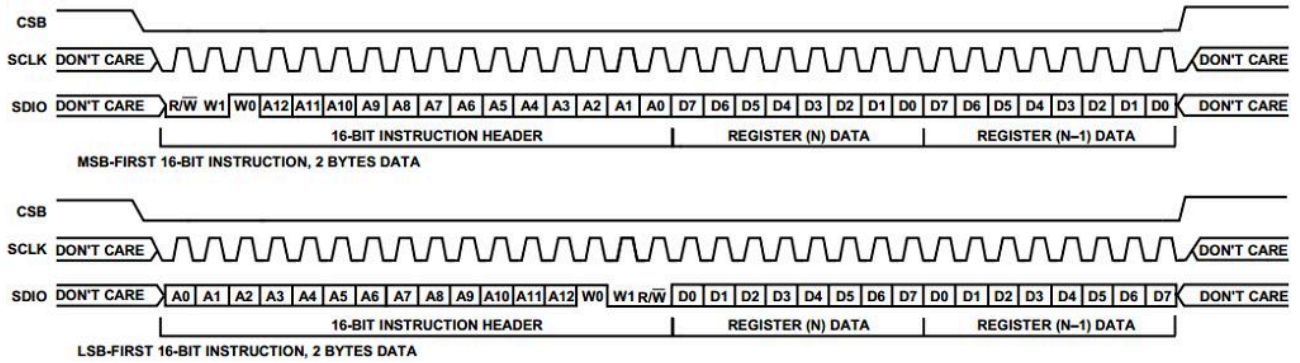 CSB
SCLK DON'T CARE DON'T CARE
SDIO DON'T CARE R/W̅ W1 W0 A12 A11 A10 A9 A8 A7 A6 A5 A4 A3 A2 A1 A0 D7 D6 D5 D4 D3 D2 D1 D0 D7 D6 D5 D4 D3 D2 D1 D0 DON'T CARE
16-BIT INSTRUCTION HEADER REGISTER (N) DATA REGISTER (N–1) DATA
MSB-FIRST 16-BIT INSTRUCTION, 2 BYTES DATA
CSB
SCLK DON'T CARE DON'T CARE
SDIO DON'T CARE A0 A1 A2 A3 A4 A5 A6 A7 A8 A9 A10 A11 A12 W0 W1 R/W̅ D0 D1 D2 D3 D4 D5 D6 D7 D0 D1 D2 D3 D4 D5 D6 D7 DON'T CARE
16-BIT INSTRUCTION HEADER REGISTER (N) DATA REGISTER (N–1) DATA
LSB-FIRST 16-BIT INSTRUCTION, 2 BYTES DATA